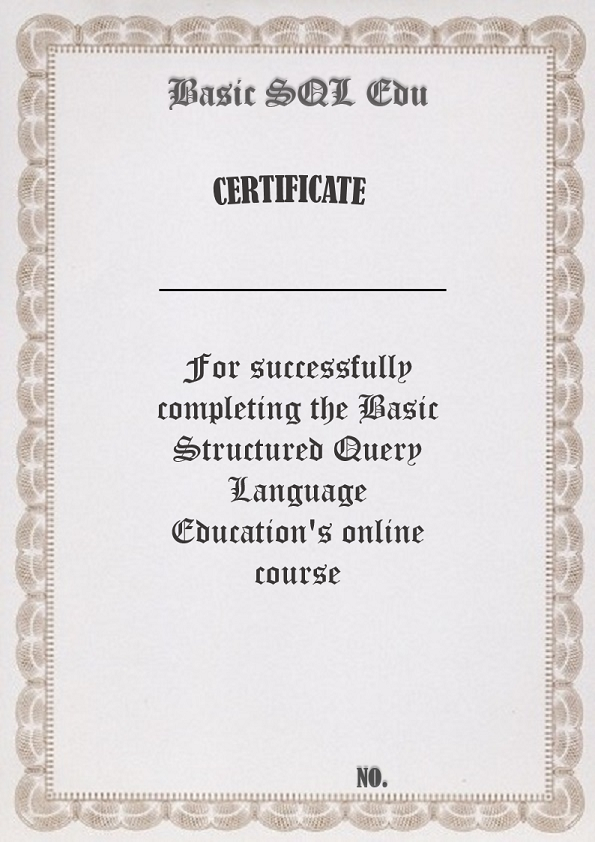 Basic SQL Edu
CERTIFICATE
For successfully
completing the Basic
Structured Query
Language
Education's online
course
NO.